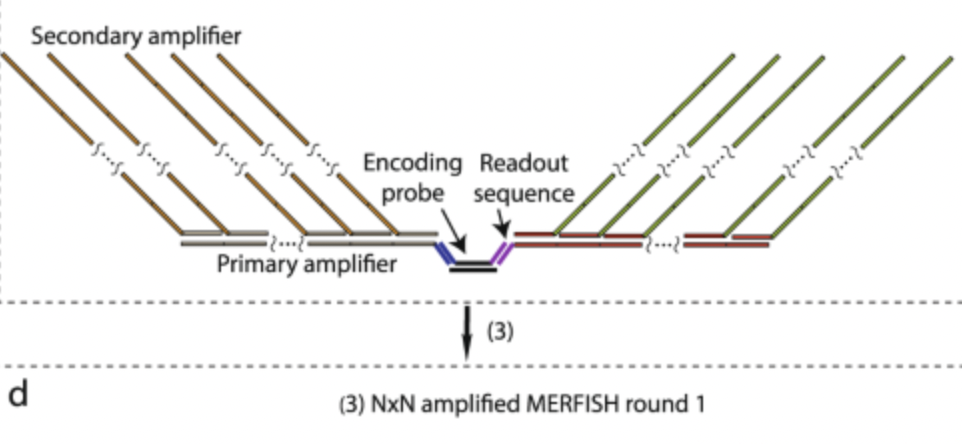 Secondary amplifier
Encoding probe
Readout sequence
Primary amplifier
(3)
d
(3) NxN amplified MERFISH round 1